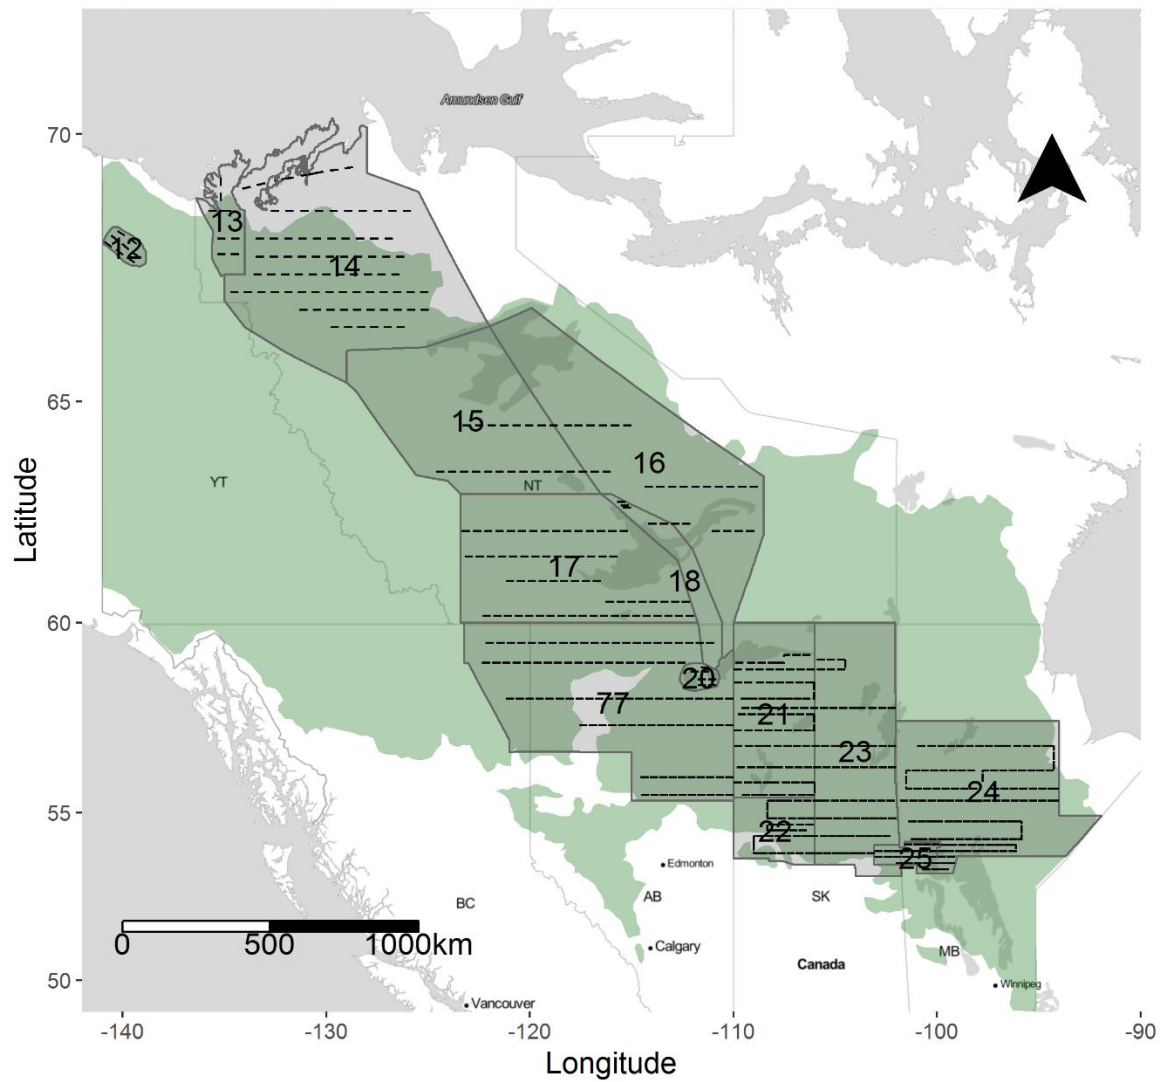 Amundsen Gulf
70
13
12
14
65
15
16
YT
NT
17
18
60
20
77
21
23
24
55
22
25
Edmonton
BC
AB
SK
0 500 1000km
Calgary
MB
Canada
50
Winnipeg
Vancouver
-140 -130 -120 -110 -100 -90
Latitude
Longitude